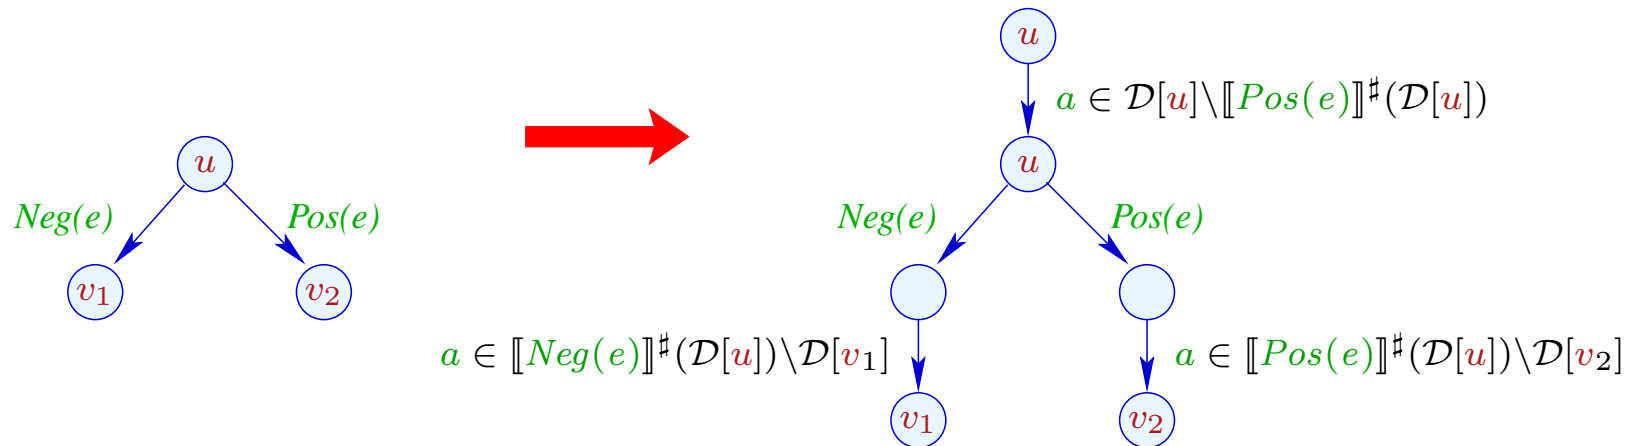 u
a ∈ 𝒟[u]\⟦Pos(e)⟧♯(𝒟[u])
u
Neg(e) Pos(e)
v₁ v₂
u
Neg(e) Pos(e)
a ∈ ⟦Neg(e)⟧♯(𝒟[u])\𝒟[v₁]
a ∈ ⟦Pos(e)⟧♯(𝒟[u])\𝒟[v₂]
v₁ v₂